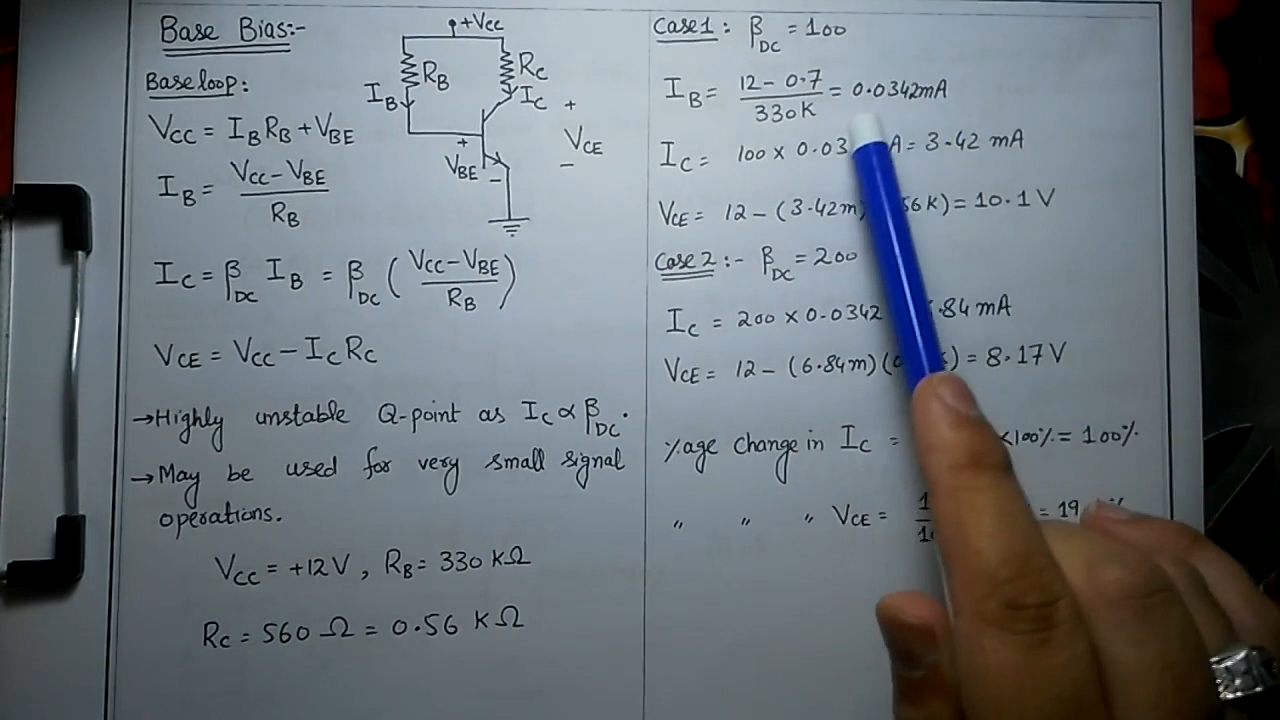 Base Bias:-
+Vcc
RB
RC
IB
IC
+
VCE
-
+
VBE
-
Base loop:
VCC = IB RB + VBE
IB = VCC - VBE / RB
IC = βDC IB = βDC (VCC - VBE / RB)
VCE = VCC - IC RC
→ Highly unstable Q-point as IC ∝ βDC.
→ May be used for very small signal
operations.
VCC = +12V, RB = 330 KΩ
RC = 560 Ω = 0.56 KΩ
Case 1: βDC = 100
IB = 12 - 0.7 / 330K = 0.0342mA
IC = 100 × 0.03 A = 3.42 mA
VCE = 12 - (3.42m) 56K) = 10.1 V
Case 2:- βDC = 200
IC = 200 × 0.0342 .84 mA
VCE = 12 - (6.84m)( ) = 8.17 V
%age change in IC = ×100% = 100%
" " " VCE = = 19